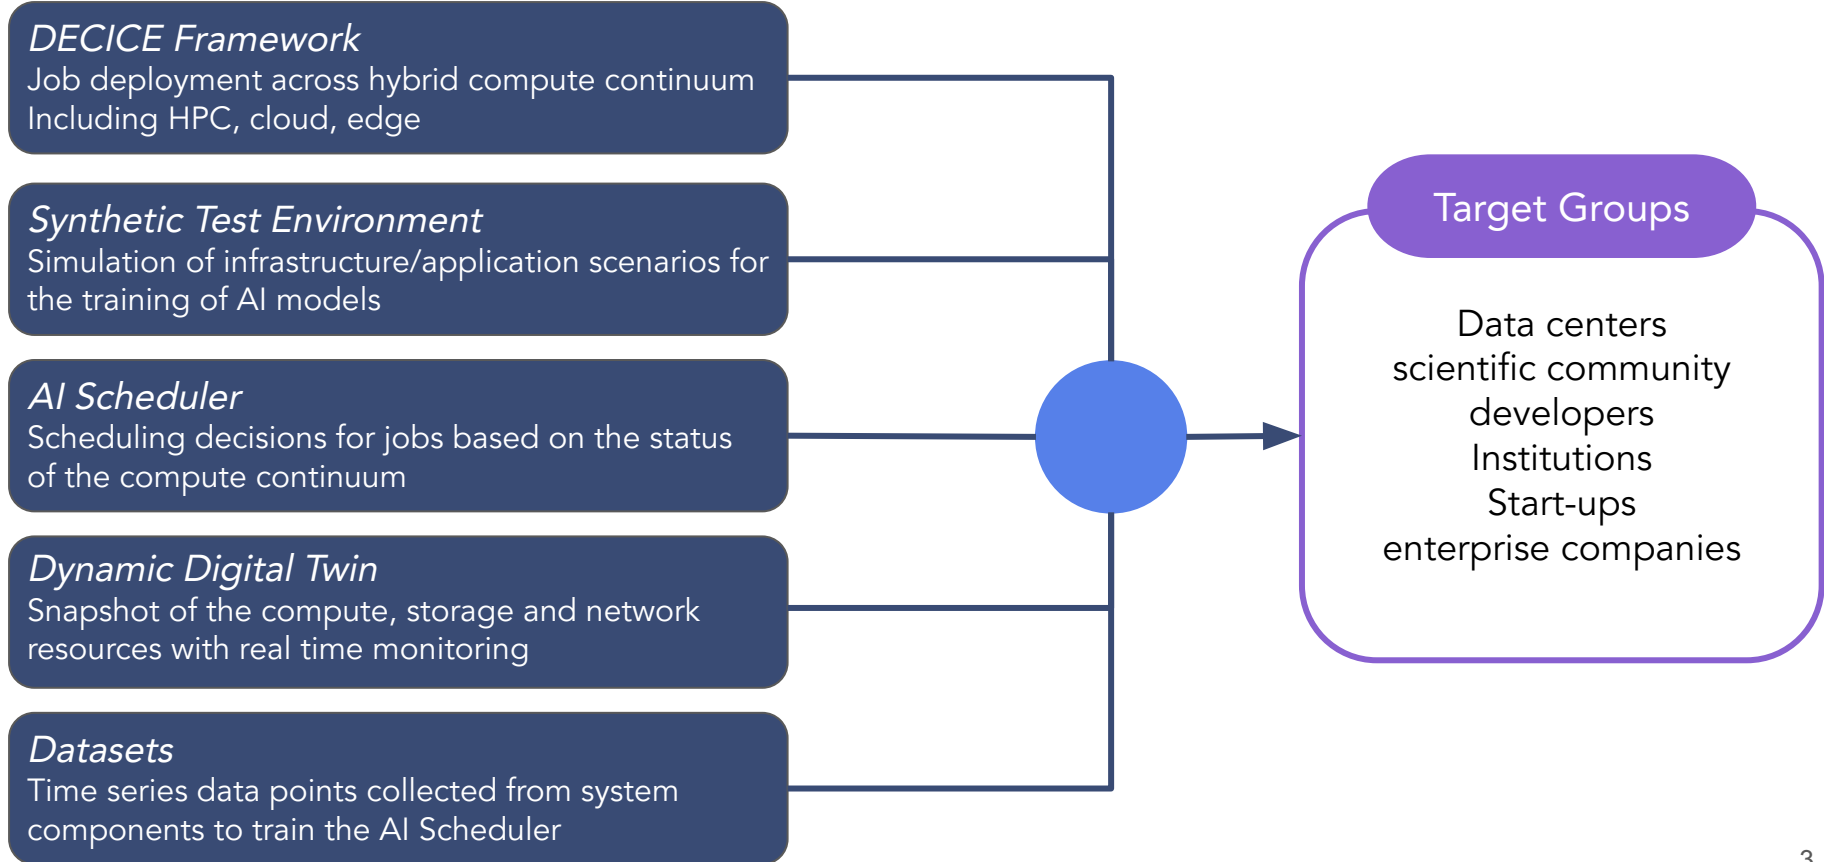 DECICE Framework
Job deployment across hybrid compute continuum
Including HPC, cloud, edge
Synthetic Test Environment
Simulation of infrastructure/application scenarios for
the training of AI models
AI Scheduler
Scheduling decisions for jobs based on the status
of the compute continuum
Dynamic Digital Twin
Snapshot of the compute, storage and network
resources with real time monitoring
Datasets
Time series data points collected from system
components to train the AI Scheduler
Target Groups
Data centers
scientific community
developers
Institutions
Start-ups
enterprise companies
3